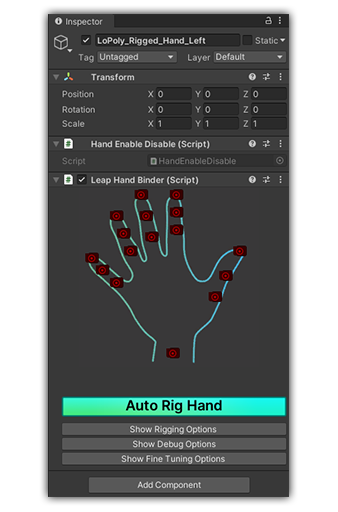 Inspector
LoPoly_Rigged_Hand_Left Static
Tag Untagged Layer Default
Transform
Position X 0 Y 0 Z 0
Rotation X 0 Y 0 Z 0
Scale X 1 Y 1 Z 1
# Hand Enable Disable (Script)
Script # HandEnableDisable
# Leap Hand Binder (Script)
Auto Rig Hand
Show Rigging Options
Show Debug Options
Show Fine Tuning Options
Add Component